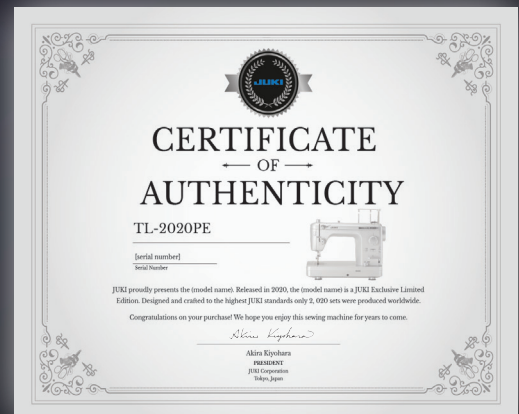 JUKI
CERTIFICATE
OF
AUTHENTICITY
TL-2020PE
[serial number]
Serial Number
JUKI proudly presents the (model name). Released in 2020, the (model name) is a JUKI Exclusive Limited
Edition. Designed and crafted to the highest JUKI standards only 2, 020 sets were produced worldwide.
Congratulations on your purchase! We hope you enjoy this sewing machine for years to come.
Akira Kiyohara
Akira Kiyohara
PRESIDENT
JUKI Corporation
Tokyo, Japan